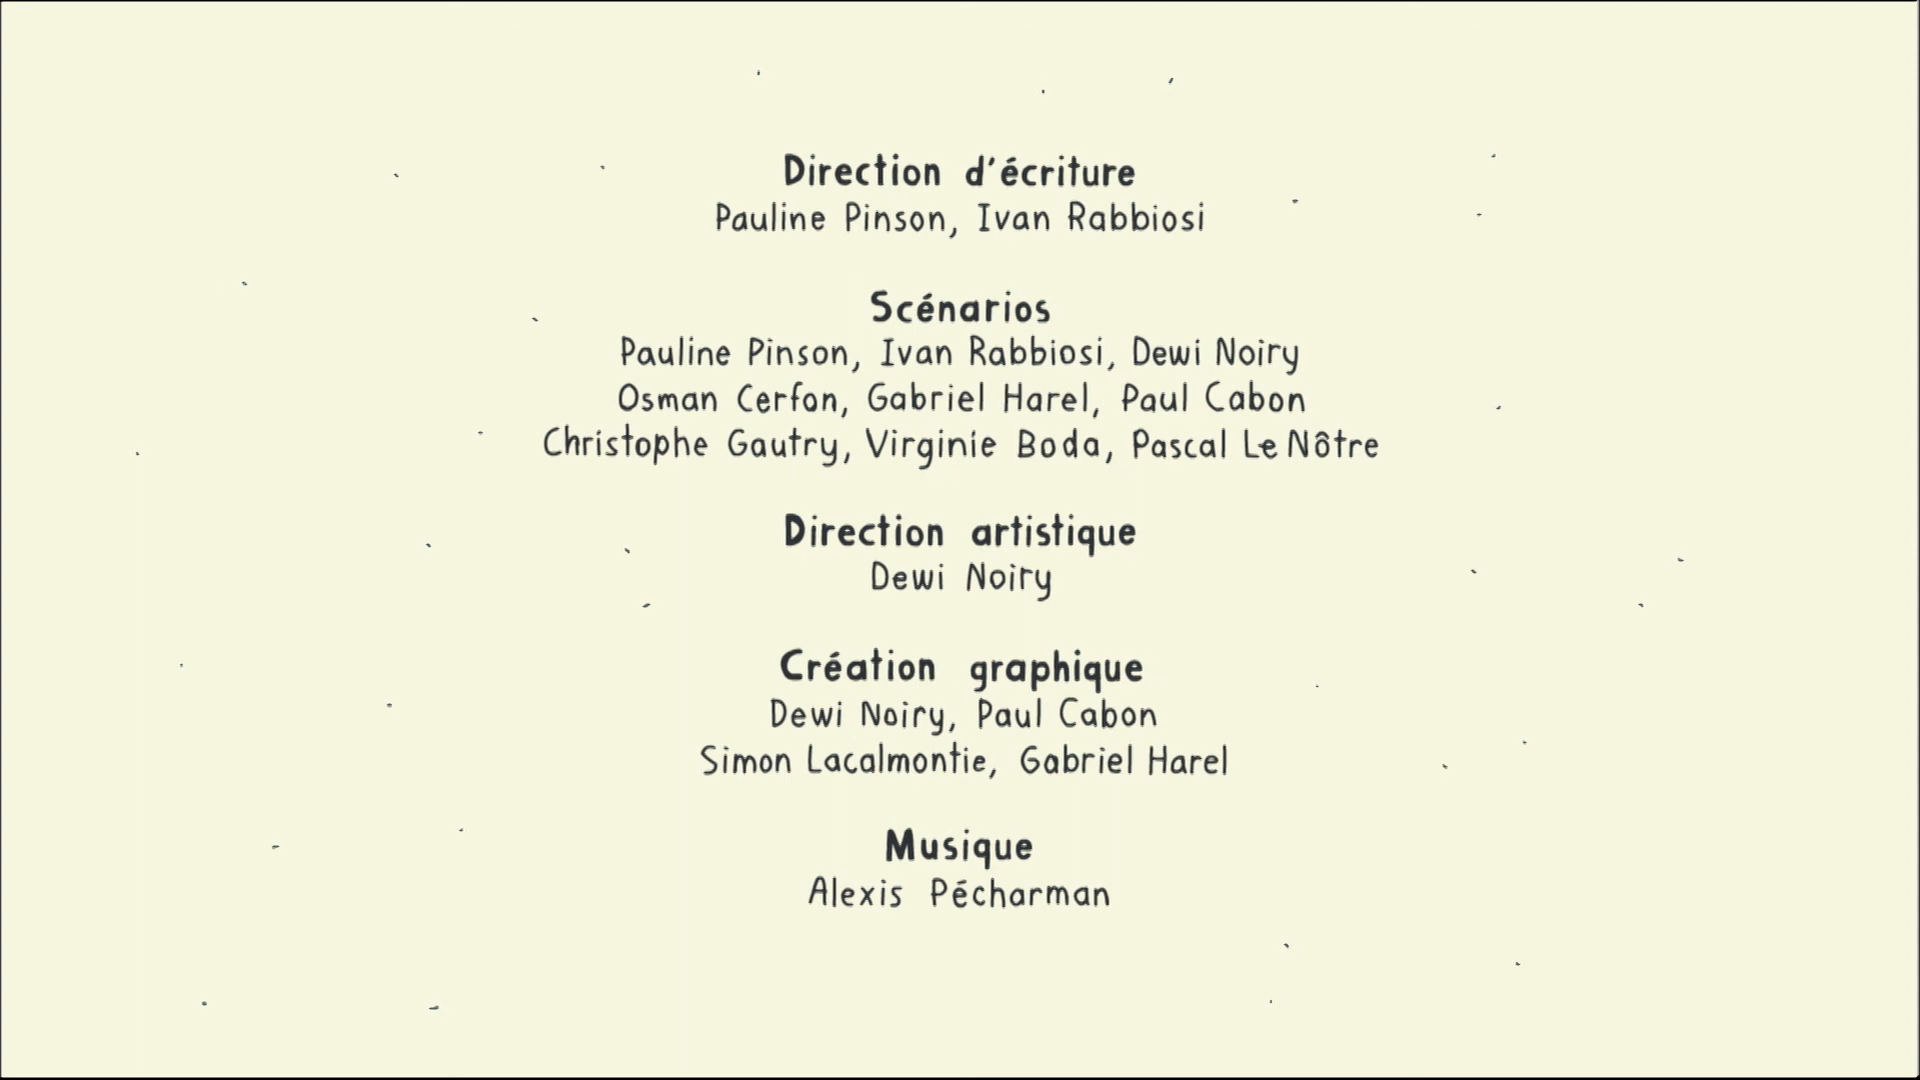 Direction d'écriture
Pauline Pinson, Ivan Rabbiosi
Scénarios
Pauline Pinson, Ivan Rabbiosi, Dewi Noiry
Osman Cerfon, Gabriel Harel, Paul Cabon
Christophe Gautry, Virginie Boda, Pascal Le Nôtre
Direction artistique
Dewi Noiry
Création graphique
Dewi Noiry, Paul Cabon
Simon Lacalmontie, Gabriel Harel
Musique
Alexis Pécharman